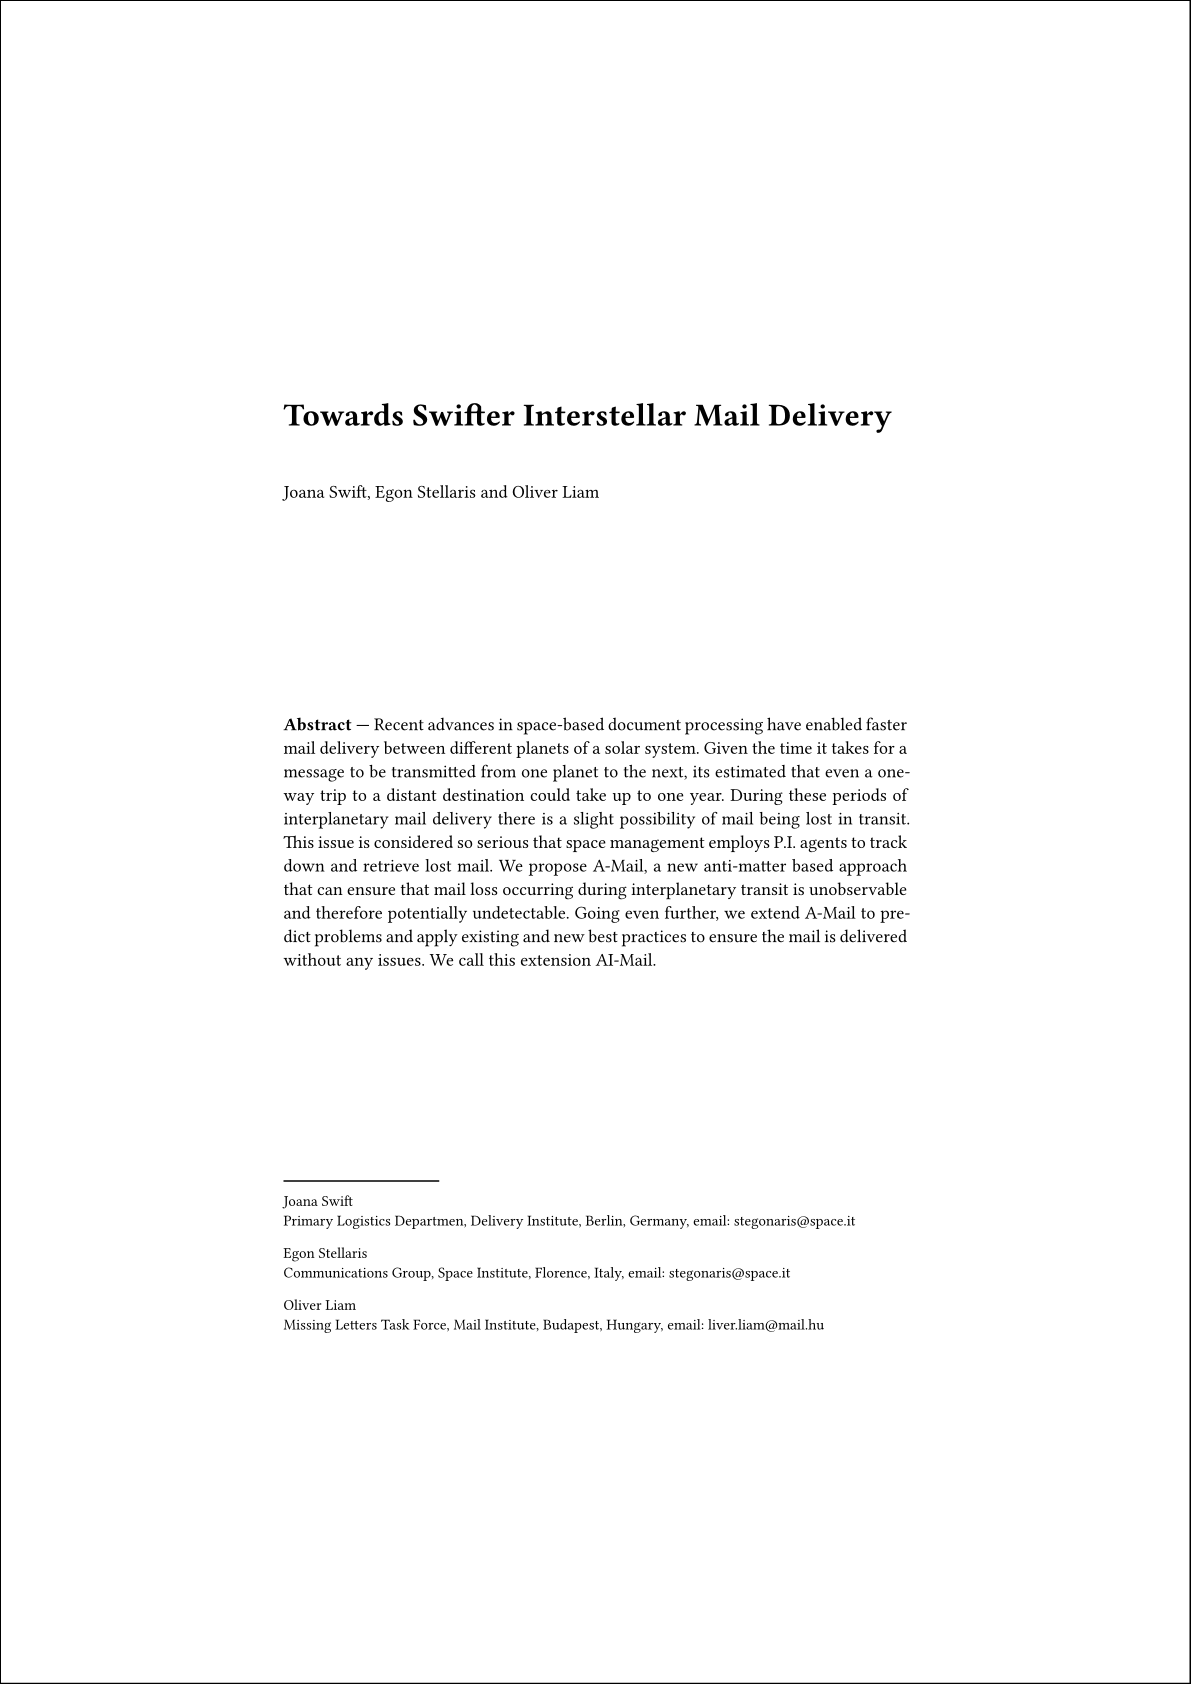 Towards Swifter Interstellar Mail Delivery
Joana Swift, Egon Stellaris and Oliver Liam
Abstract — Recent advances in space-based document processing have enabled faster
mail delivery between different planets of a solar system. Given the time it takes for a
message to be transmitted from one planet to the next, its estimated that even a one-
way trip to a distant destination could take up to one year. During these periods of
interplanetary mail delivery there is a slight possibility of mail being lost in transit.
This issue is considered so serious that space management employs P.I. agents to track
down and retrieve lost mail. We propose A-Mail, a new anti-matter based approach
that can ensure that mail loss occurring during interplanetary transit is unobservable
and therefore potentially undetectable. Going even further, we extend A-Mail to pre-
dict problems and apply existing and new best practices to ensure the mail is delivered
without any issues. We call this extension AI-Mail.
Joana Swift
Primary Logistics Departmen, Delivery Institute, Berlin, Germany, email: stegonaris@space.it
Egon Stellaris
Communications Group, Space Institute, Florence, Italy, email: stegonaris@space.it
Oliver Liam
Missing Letters Task Force, Mail Institute, Budapest, Hungary, email: liver.liam@mail.hu